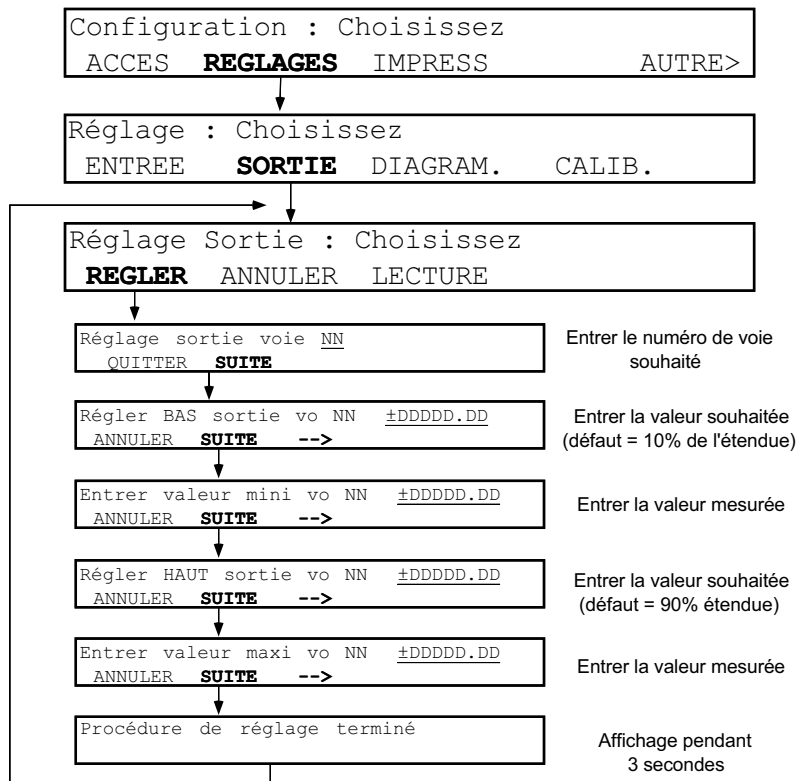 Configuration : Choisissez
ACCES REGLAGES IMPRESS AUTRE>
Réglage : Choisissez
ENTREE SORTIE DIAGRAM. CALIB.
Réglage Sortie : Choisissez
REGLER ANNULER LECTURE
Réglage sortie voie NN
QUITTER SUITE
Entrer le numéro de voie
souhaité
Régler BAS sortie vo NN ±DDDDD.DD
ANNULER SUITE -->
Entrer la valeur souhaitée
(défaut = 10% de l'étendue)
Entrer valeur mini vo NN ±DDDDD.DD
ANNULER SUITE -->
Entrer la valeur mesurée
Régler HAUT sortie vo NN ±DDDDD.DD
ANNULER SUITE -->
Entrer la valeur souhaitée
(défaut = 90% étendue)
Entrer valeur maxi vo NN ±DDDDD.DD
ANNULER SUITE -->
Entrer la valeur mesurée
Procédure de réglage terminé
Affichage pendant
3 secondes